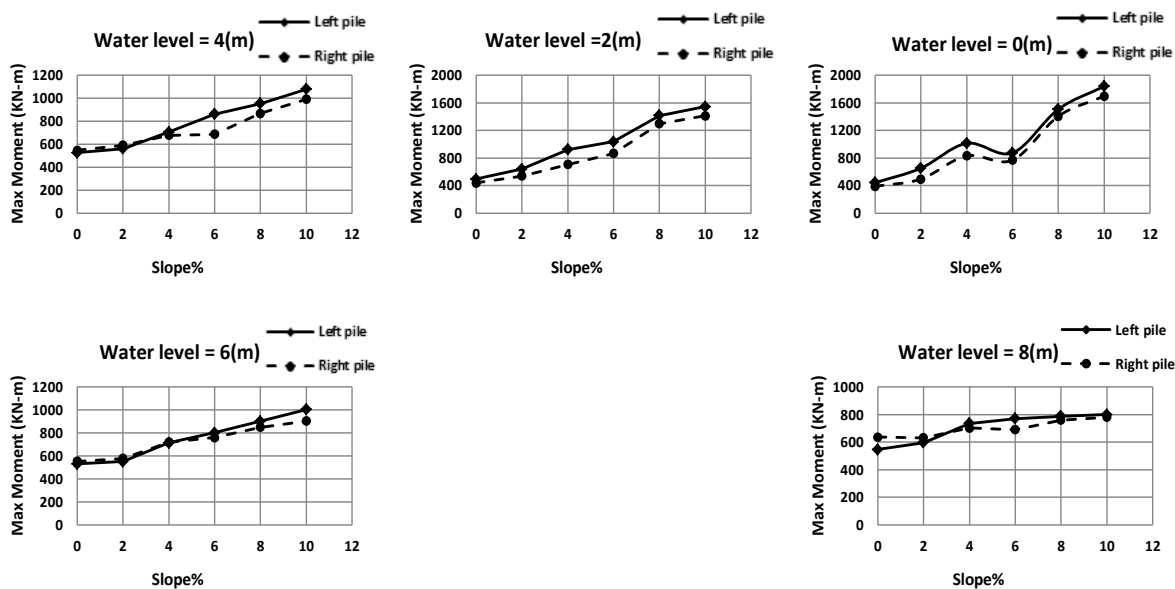 Left pile
Water level = 4(m)
Right pile
Max Moment (KN-m)
1200
1000
800
600
400
200
0
0 2 4 6 8 10 12
Slope%
Left pile
Water level =2(m)
Right pile
Max Moment (KN-m)
2000
1600
1200
800
400
0
0 2 4 6 8 10 12
Slope%
Left pile
Water level = 0(m)
Right pile
Max Moment (KN-m)
2000
1600
1200
800
400
0
0 2 4 6 8 10 12
Slope%
Left pile
Water level = 6(m)
Right pile
Max Moment (KN-m)
1200
1000
800
600
400
200
0
0 2 4 6 8 10 12
Slope%
Left pile
Water level = 8(m)
Right pile
Max Moment (KN-m)
1000
800
600
400
200
0
0 2 4 6 8 10 12
Slope%